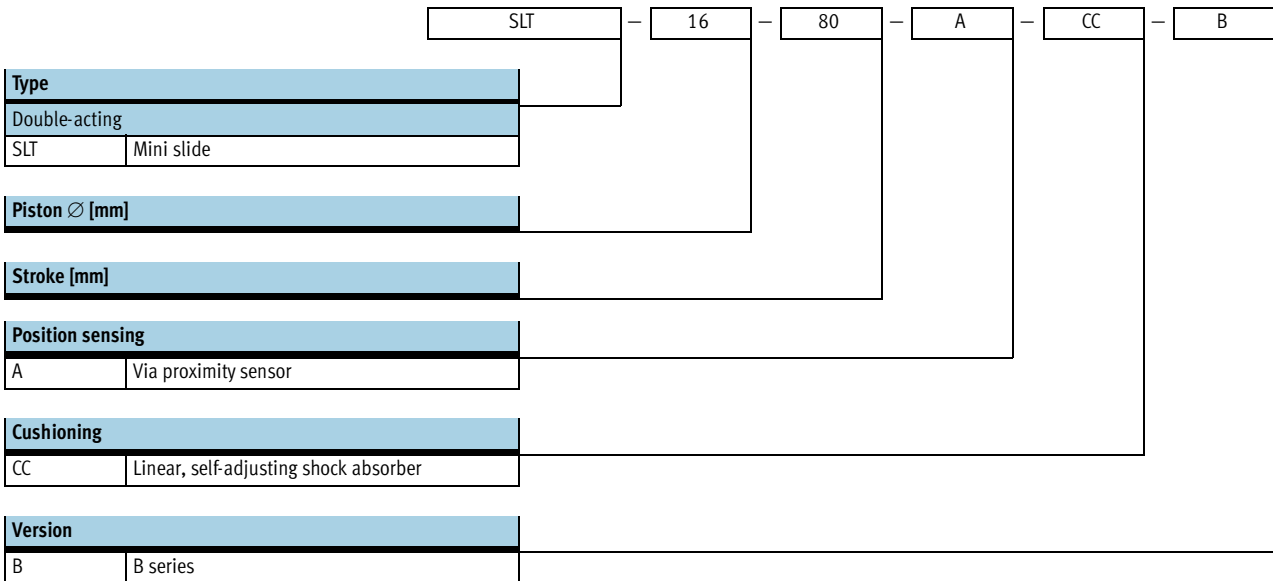 SLT – 16 – 80 – A – CC – B
Type
Double-acting
SLT Mini slide
Piston ∅ [mm]
Stroke [mm]
Position sensing
A Via proximity sensor
Cushioning
CC Linear, self-adjusting shock absorber
Version
B B series